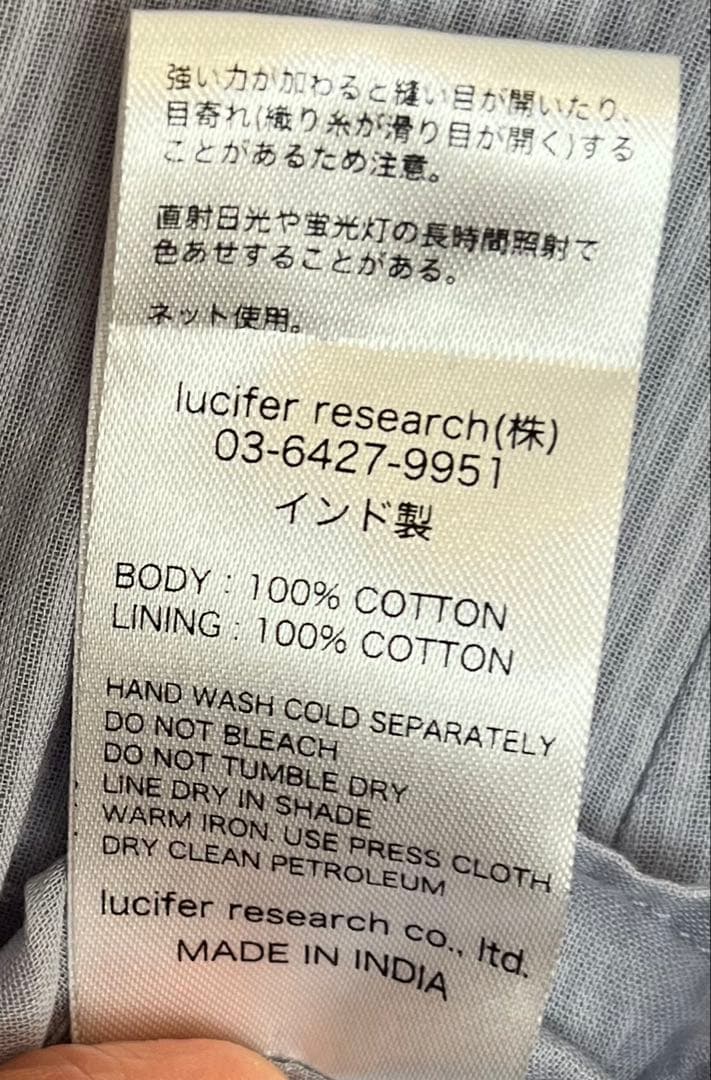 強い力が加わると縫い目が開いたり、
目寄れ(織り糸が滑り目が開く)する
ことがあるため注意。
直射日光や蛍光灯の長時間照射で
色あせすることがある。
ネット使用。
lucifer research(株)
03-6427-9951
インド製
BODY : 100% COTTON
LINING : 100% COTTON
HAND WASH COLD SEPARATELY
DO NOT BLEACH
DO NOT TUMBLE DRY
LINE DRY IN SHADE
WARM IRON. USE PRESS CLOTH
DRY CLEAN PETROLEUM
lucifer research co., ltd.
MADE IN INDIA